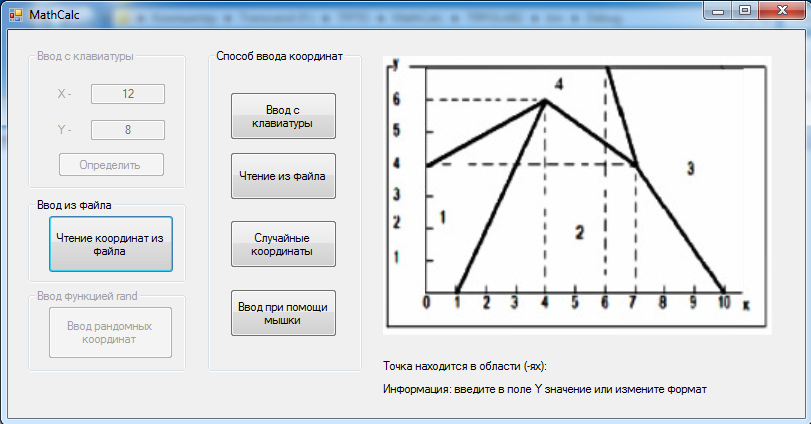 MathCalc
Ввод с клавиатуры
X -
12
Y -
8
Определить
Ввод из файла
Чтение координат из
файла
Ввод функцией rand
Ввод рандомных
координат
Способ ввода координат
Ввод с
клавиатуры
Чтение из файла
Случайные
координаты
Ввод при помощи
мышки
У
6
4
3
2
1
1
2
3
4
0 1 2 3 4 5 6 7 8 9 10 х
Точка находится в области (-ях):
Информация: введите в поле Y значение или измените формат